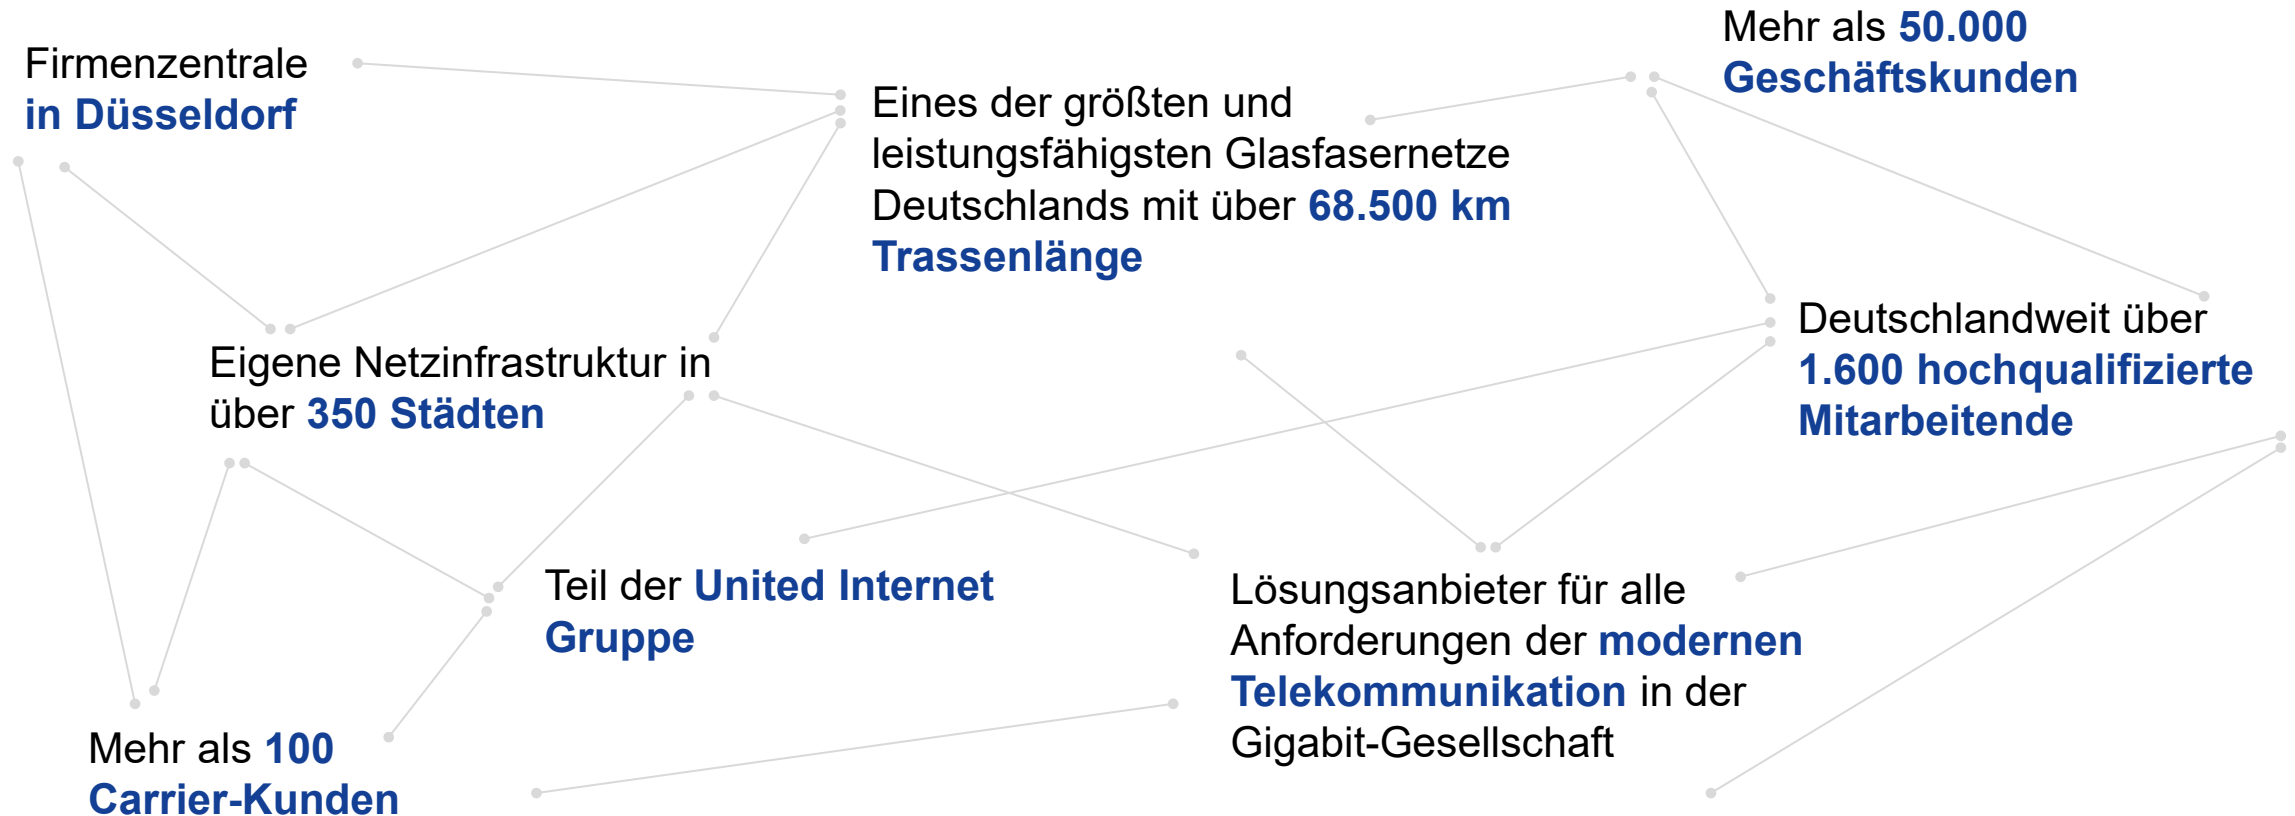 Firmenzentrale
in Düsseldorf
Eines der größten und
leistungsfähigsten Glasfasernetze
Deutschlands mit über 68.500 km
Trassenlänge
Mehr als 50.000
Geschäftskunden
Eigene Netzinfrastruktur in
über 350 Städten
Deutschlandweit über
1.600 hochqualifizierte
Mitarbeitende
Teil der United Internet
Gruppe
Lösungsanbieter für alle
Anforderungen der modernen
Telekommunikation in der
Gigabit-Gesellschaft
Mehr als 100
Carrier-Kunden